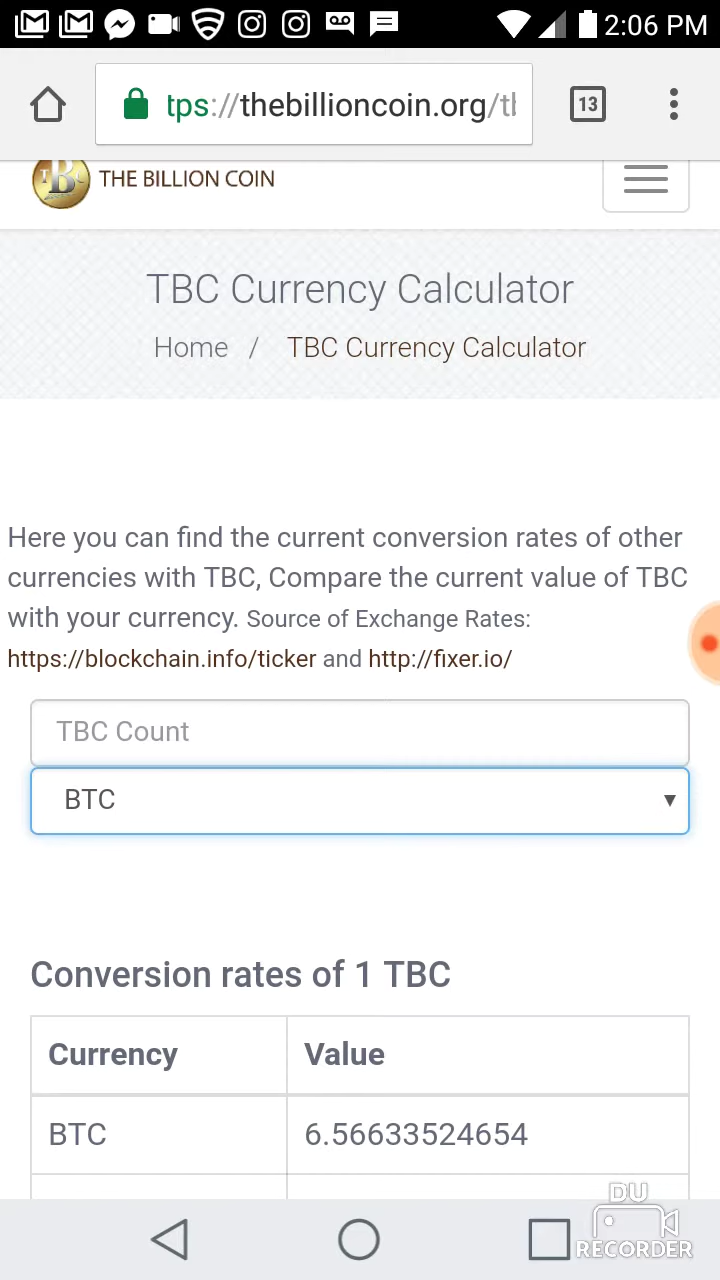 2:06 PM
tps://thebillioncoin.org/tl
13
TBC THE BILLION COIN
TBC Currency Calculator
Home / TBC Currency Calculator
Here you can find the current conversion rates of other
currencies with TBC, Compare the current value of TBC
with your currency. Source of Exchange Rates:
https://blockchain.info/ticker and http://fixer.io/
TBC Count
BTC
Conversion rates of 1 TBC
Currency Value
BTC 6.56633524654
DU
RECORDER